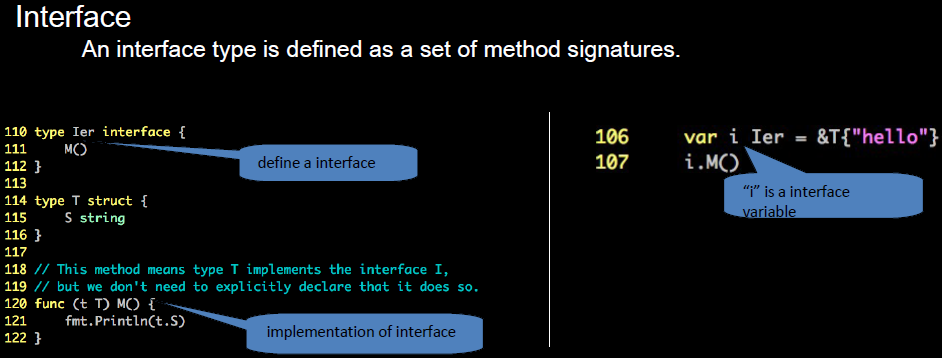 Interface
An interface type is defined as a set of method signatures.
110 type Ier interface {
111     M()
112 }
113
114 type T struct {
115     S string
116 }
117
118 // This method means type T implements the interface I,
119 // but we don't need to explicitly declare that it does so.
120 func (t T) M() {
121     fmt.Println(t.S)
122 }
define a interface
implementation of interface
106     var i Ier = &T{"hello"}
107     i.M()
“i” is a interface
variable